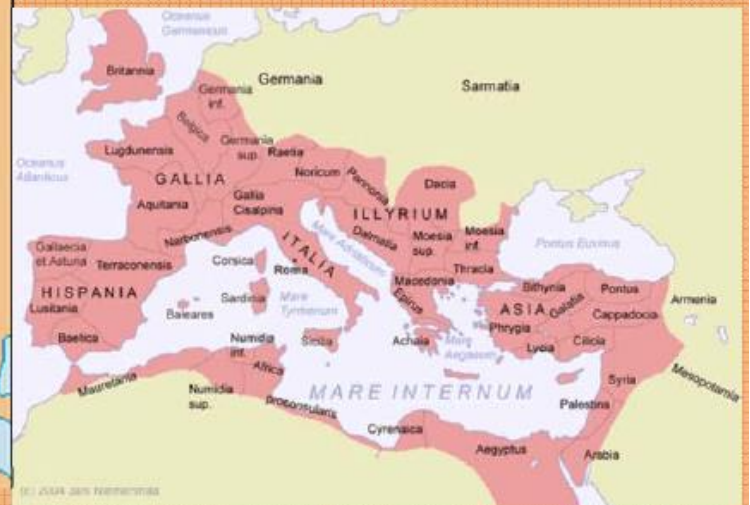 Oceanus
Germanicus
Britannia
Germania
Sarmatia
Germania
inf.
Belgica
Germania
sup.
Raetia
Lugdunensis
Oceanus
Atlanticus
Noricum
Pannonia
Dacia
GALLIA
Gallia
Cisalpina
Aquitania
ILLYRIUM
Narbonensis
ITALIA
Mare Adriaticum
Dalmatia
Moesia
sup.
Moesia
inf.
Pontus Euxinus
Gallaecia
et Asturia
Terraconensis
Corsica
Roma
Thracia
Macedonia
Epirus
HISPANIA
Lusitania
Baetica
Baleares
Sardinia
Mare
Tyrrhenum
Bithynia
Pontus
Armenia
ASIA
Galatia
Cappadocia
Phrygia
Sicilia
Achaia
Mare
Aegaeum
Lycia
Cilicia
Numidia
inf.
Africa
Mauretania
Numidia
sup.
proconsularis
MARE INTERNUM
Syria
Mesopotamia
Palestina
Cyrenaica
Aegyptus
Arabia
(c) 2004